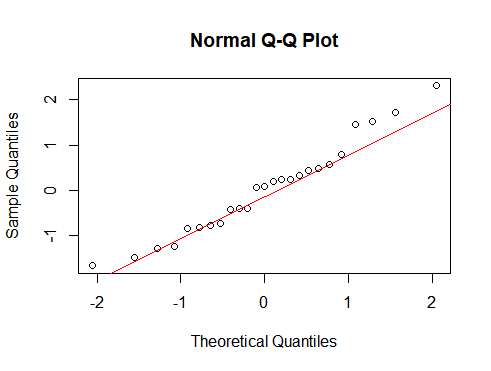 Normal Q-Q Plot
Sample Quantiles
2
1
0
-1
-2 -1 0 1 2
Theoretical Quantiles